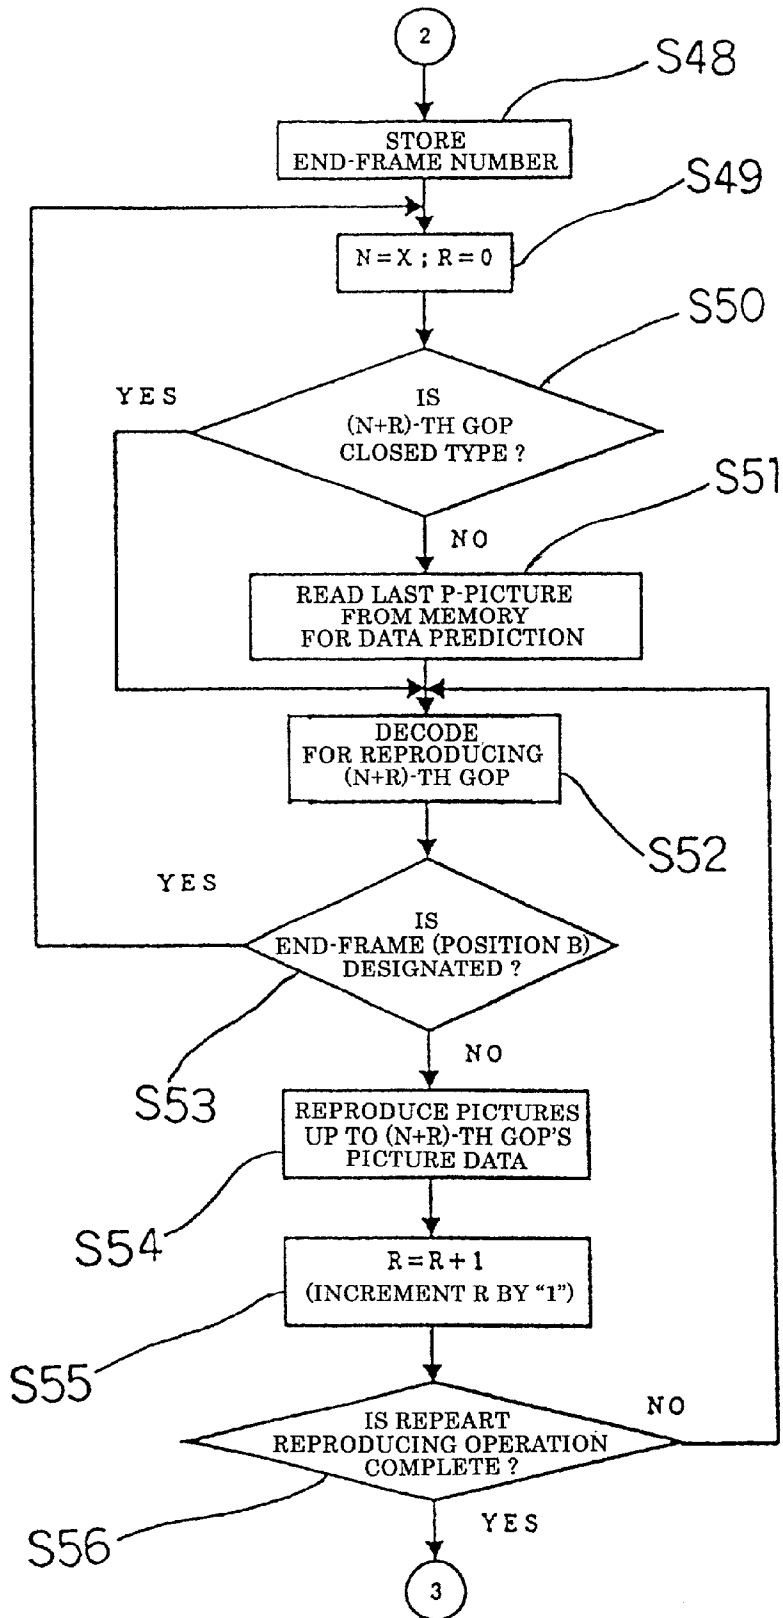 2
S48
STORE
END-FRAME NUMBER
S49
N=X ; R=0
S50
YES
IS
(N+R)-TH GOP
CLOSED TYPE ?
S51
NO
READ LAST P-PICTURE
FROM MEMORY
FOR DATA PREDICTION
DECODE
FOR REPRODUCING
(N+R)-TH GOP
S52
YES
IS
END-FRAME (POSITION B)
DESIGNATED ?
S53
NO
REPRODUCE PICTURES
UP TO (N+R)-TH GOP'S
PICTURE DATA
S54
R=R+1
(INCREMENT R BY “1”)
S55
NO
IS REPEART
REPRODUCING OPERATION
COMPLETE ?
S56
YES
3